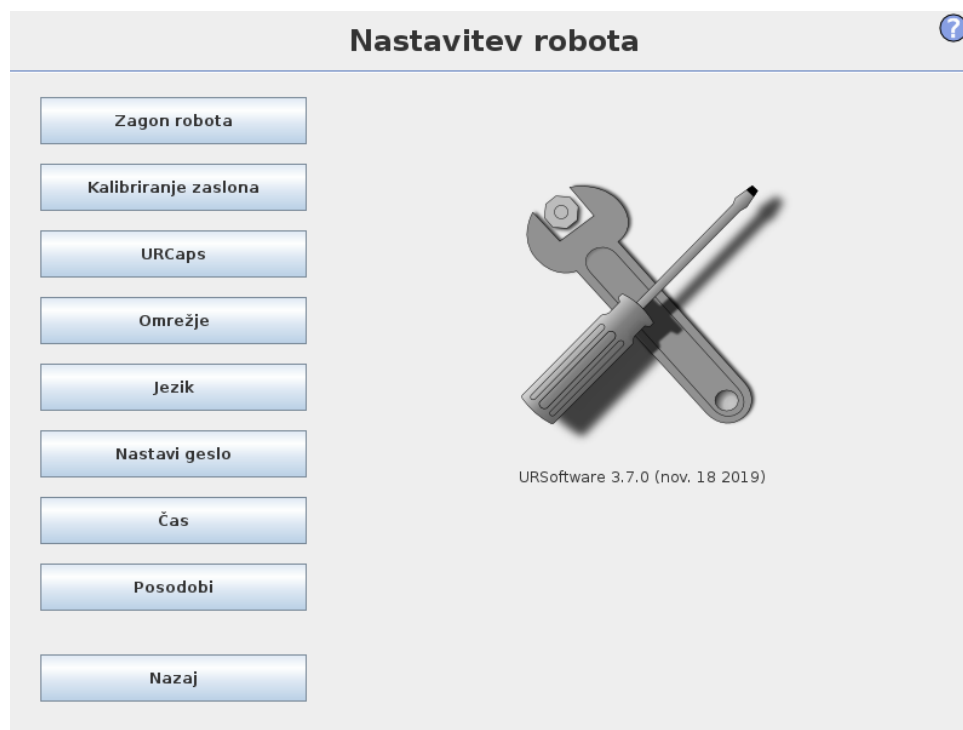 Nastavitev robota
?
Zagon robota
Kalibriranje zaslona
URCaps
Omrežje
Jezik
Nastavi geslo
Čas
Posodobi
Nazaj
URSoftware 3.7.0 (nov. 18 2019)